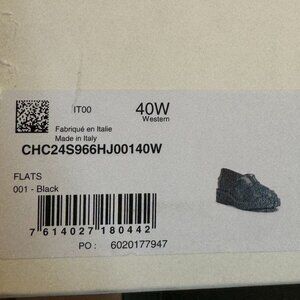 IT00
40W
Western
Fabriqué en Italie
Made in Italy
CHC24S966HJ00140W
FLATS
001 - Black
7 614027 180442
PO : 6020177947